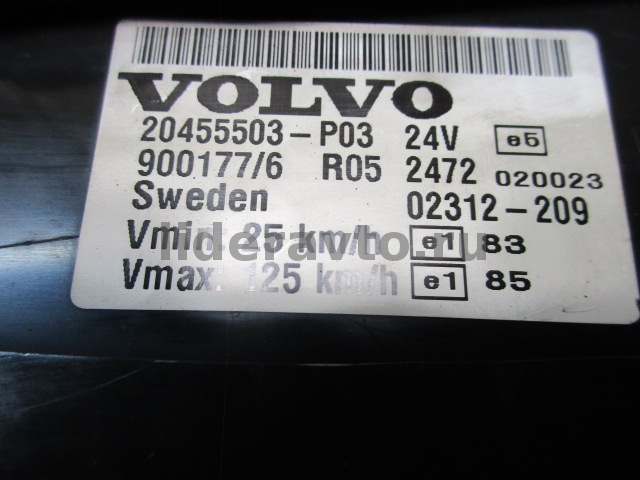 VOLVO
20455503-P03 24V e5
900177/6 R05 2472 020023
Sweden 02312-209
Vmin 25 km/h e1 83
Vmax: 125 km/h e1 85
lideravto.ru